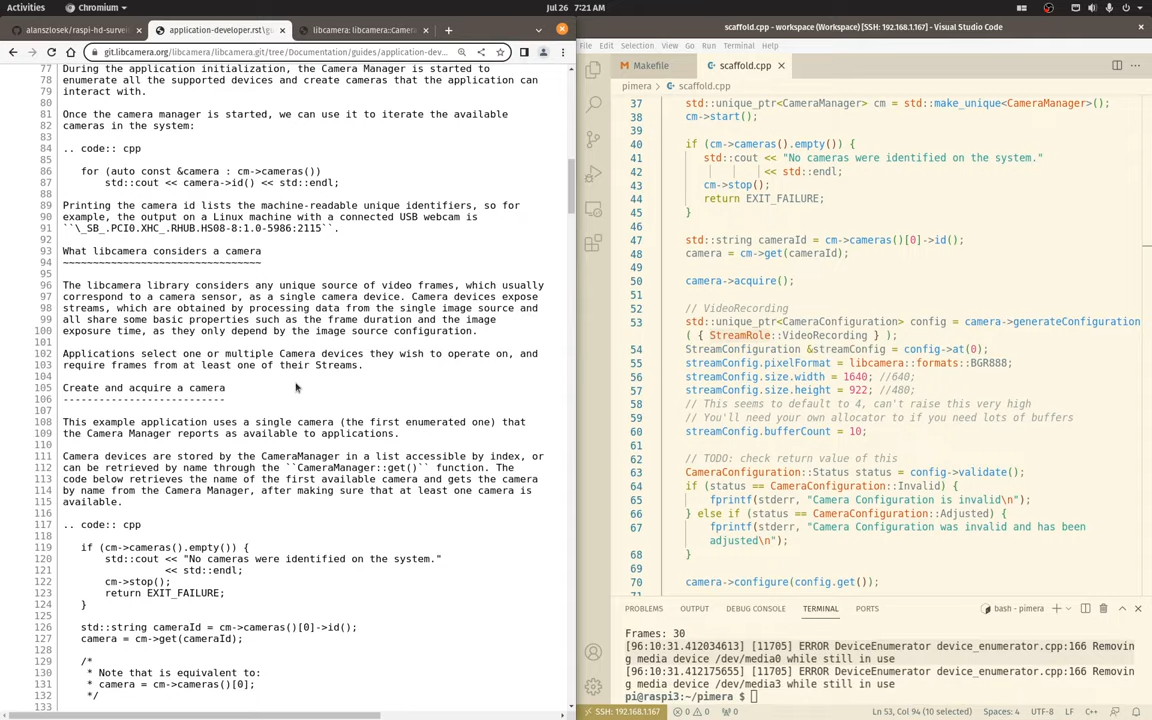 Activities
Chromium
Jul 26 7:21 AM
alanszlosek/raspi-hd-survei
application-developer.rst\g
libcamera: libcamera::Camera
git.libcamera.org/libcamera/libcamera.git/tree/Documentation/guides/application-dev...
77 During the application initialization, the Camera Manager is started to
78 enumerate all the supported devices and create cameras that the application can
79 interact with.
80
81 Once the camera manager is started, we can use it to iterate the available
82 cameras in the system:
83
84 .. code:: cpp
85
86 for (auto const &camera : cm->cameras())
87 std::cout << camera->id() << std::endl;
88
89 Printing the camera id lists the machine-readable unique identifiers, so for
90 example, the output on a Linux machine with a connected USB webcam is
91 ``\_SB_.PCI0.XHC_.RHUB.HS08-8:1.0-5986:2115``.
92
93 What libcamera considers a camera
94 ~~~~~~~~~~~~~~~~~~~~~~~~~~~~~~~~~
95
96 The libcamera library considers any unique source of video frames, which usually
97 correspond to a camera sensor, as a single camera device. Camera devices expose
98 streams, which are obtained by processing data from the single image source and
99 all share some basic properties such as the frame duration and the image
100 exposure time, as they only depend by the image source configuration.
101
102 Applications select one or multiple Camera devices they wish to operate on, and
103 require frames from at least one of their Streams.
104
105 Create and acquire a camera
106 ---------------------------
107
108 This example application uses a single camera (the first enumerated one) that
109 the Camera Manager reports as available to applications.
110
111 Camera devices are stored by the CameraManager in a list accessible by index, or
112 can be retrieved by name through the ``CameraManager::get()`` function. The
113 code below retrieves the name of the first available camera and gets the camera
114 by name from the Camera Manager, after making sure that at least one camera is
115 available.
116
117 .. code:: cpp
118
119 if (cm->cameras().empty()) {
120 std::cout << "No cameras were identified on the system."
121 << std::endl;
122 cm->stop();
123 return EXIT_FAILURE;
124 }
125
126 std::string cameraId = cm->cameras()[0]->id();
127 camera = cm->get(cameraId);
128
129 /*
130 * Note that is equivalent to:
131 * camera = cm->cameras()[0];
132 */
133
scaffold.cpp - workspace (Workspace) [SSH: 192.168.1.167] - Visual Studio Code
File Edit Selection View Go Run Terminal Help
Makefile
scaffold.cpp
pimera > scaffold.cpp
37 std::unique_ptr<CameraManager> cm = std::make_unique<CameraManager>();
38 cm->start();
39
40 if (cm->cameras().empty()) {
41 std::cout << "No cameras were identified on the system."
42 << std::endl;
43 cm->stop();
44 return EXIT_FAILURE;
45 }
46
47 std::string cameraId = cm->cameras()[0]->id();
48 camera = cm->get(cameraId);
49
50 camera->acquire();
51
52 // VideoRecording
53 std::unique_ptr<CameraConfiguration> config = camera->generateConfiguration
( { StreamRole::VideoRecording } );
54 StreamConfiguration &streamConfig = config->at(0);
55 streamConfig.pixelFormat = libcamera::formats::BGR888;
56 streamConfig.size.width = 1640; //640;
57 streamConfig.size.height = 922; //480;
58 // This seems to default to 4, can't raise this very high
59 // You'll need your own allocator to if you need lots of buffers
60 streamConfig.bufferCount = 10;
61
62 // TODO: check return value of this
63 CameraConfiguration::Status status = config->validate();
64 if (status == CameraConfiguration::Invalid) {
65 fprintf(stderr, "Camera Configuration is invalid\n");
66 } else if (status == CameraConfiguration::Adjusted) {
67 fprintf(stderr, "Camera Configuration was invalid and has been
adjusted\n");
68 }
69
70 camera->configure(config.get());
PROBLEMS OUTPUT DEBUG CONSOLE TERMINAL PORTS
bash - pimera
Frames: 30
[96:10:31.412034613] [11705] ERROR DeviceEnumerator device_enumerator.cpp:166 Removin
g media device /dev/media0 while still in use
[96:10:31.412175655] [11705] ERROR DeviceEnumerator device_enumerator.cpp:166 Removin
g media device /dev/media3 while still in use
pi@raspi3:~/pimera $
SSH: 192.168.1.167 0 0 0 Ln 53, Col 94 (10 selected) Spaces: 4 UTF-8 LF C++